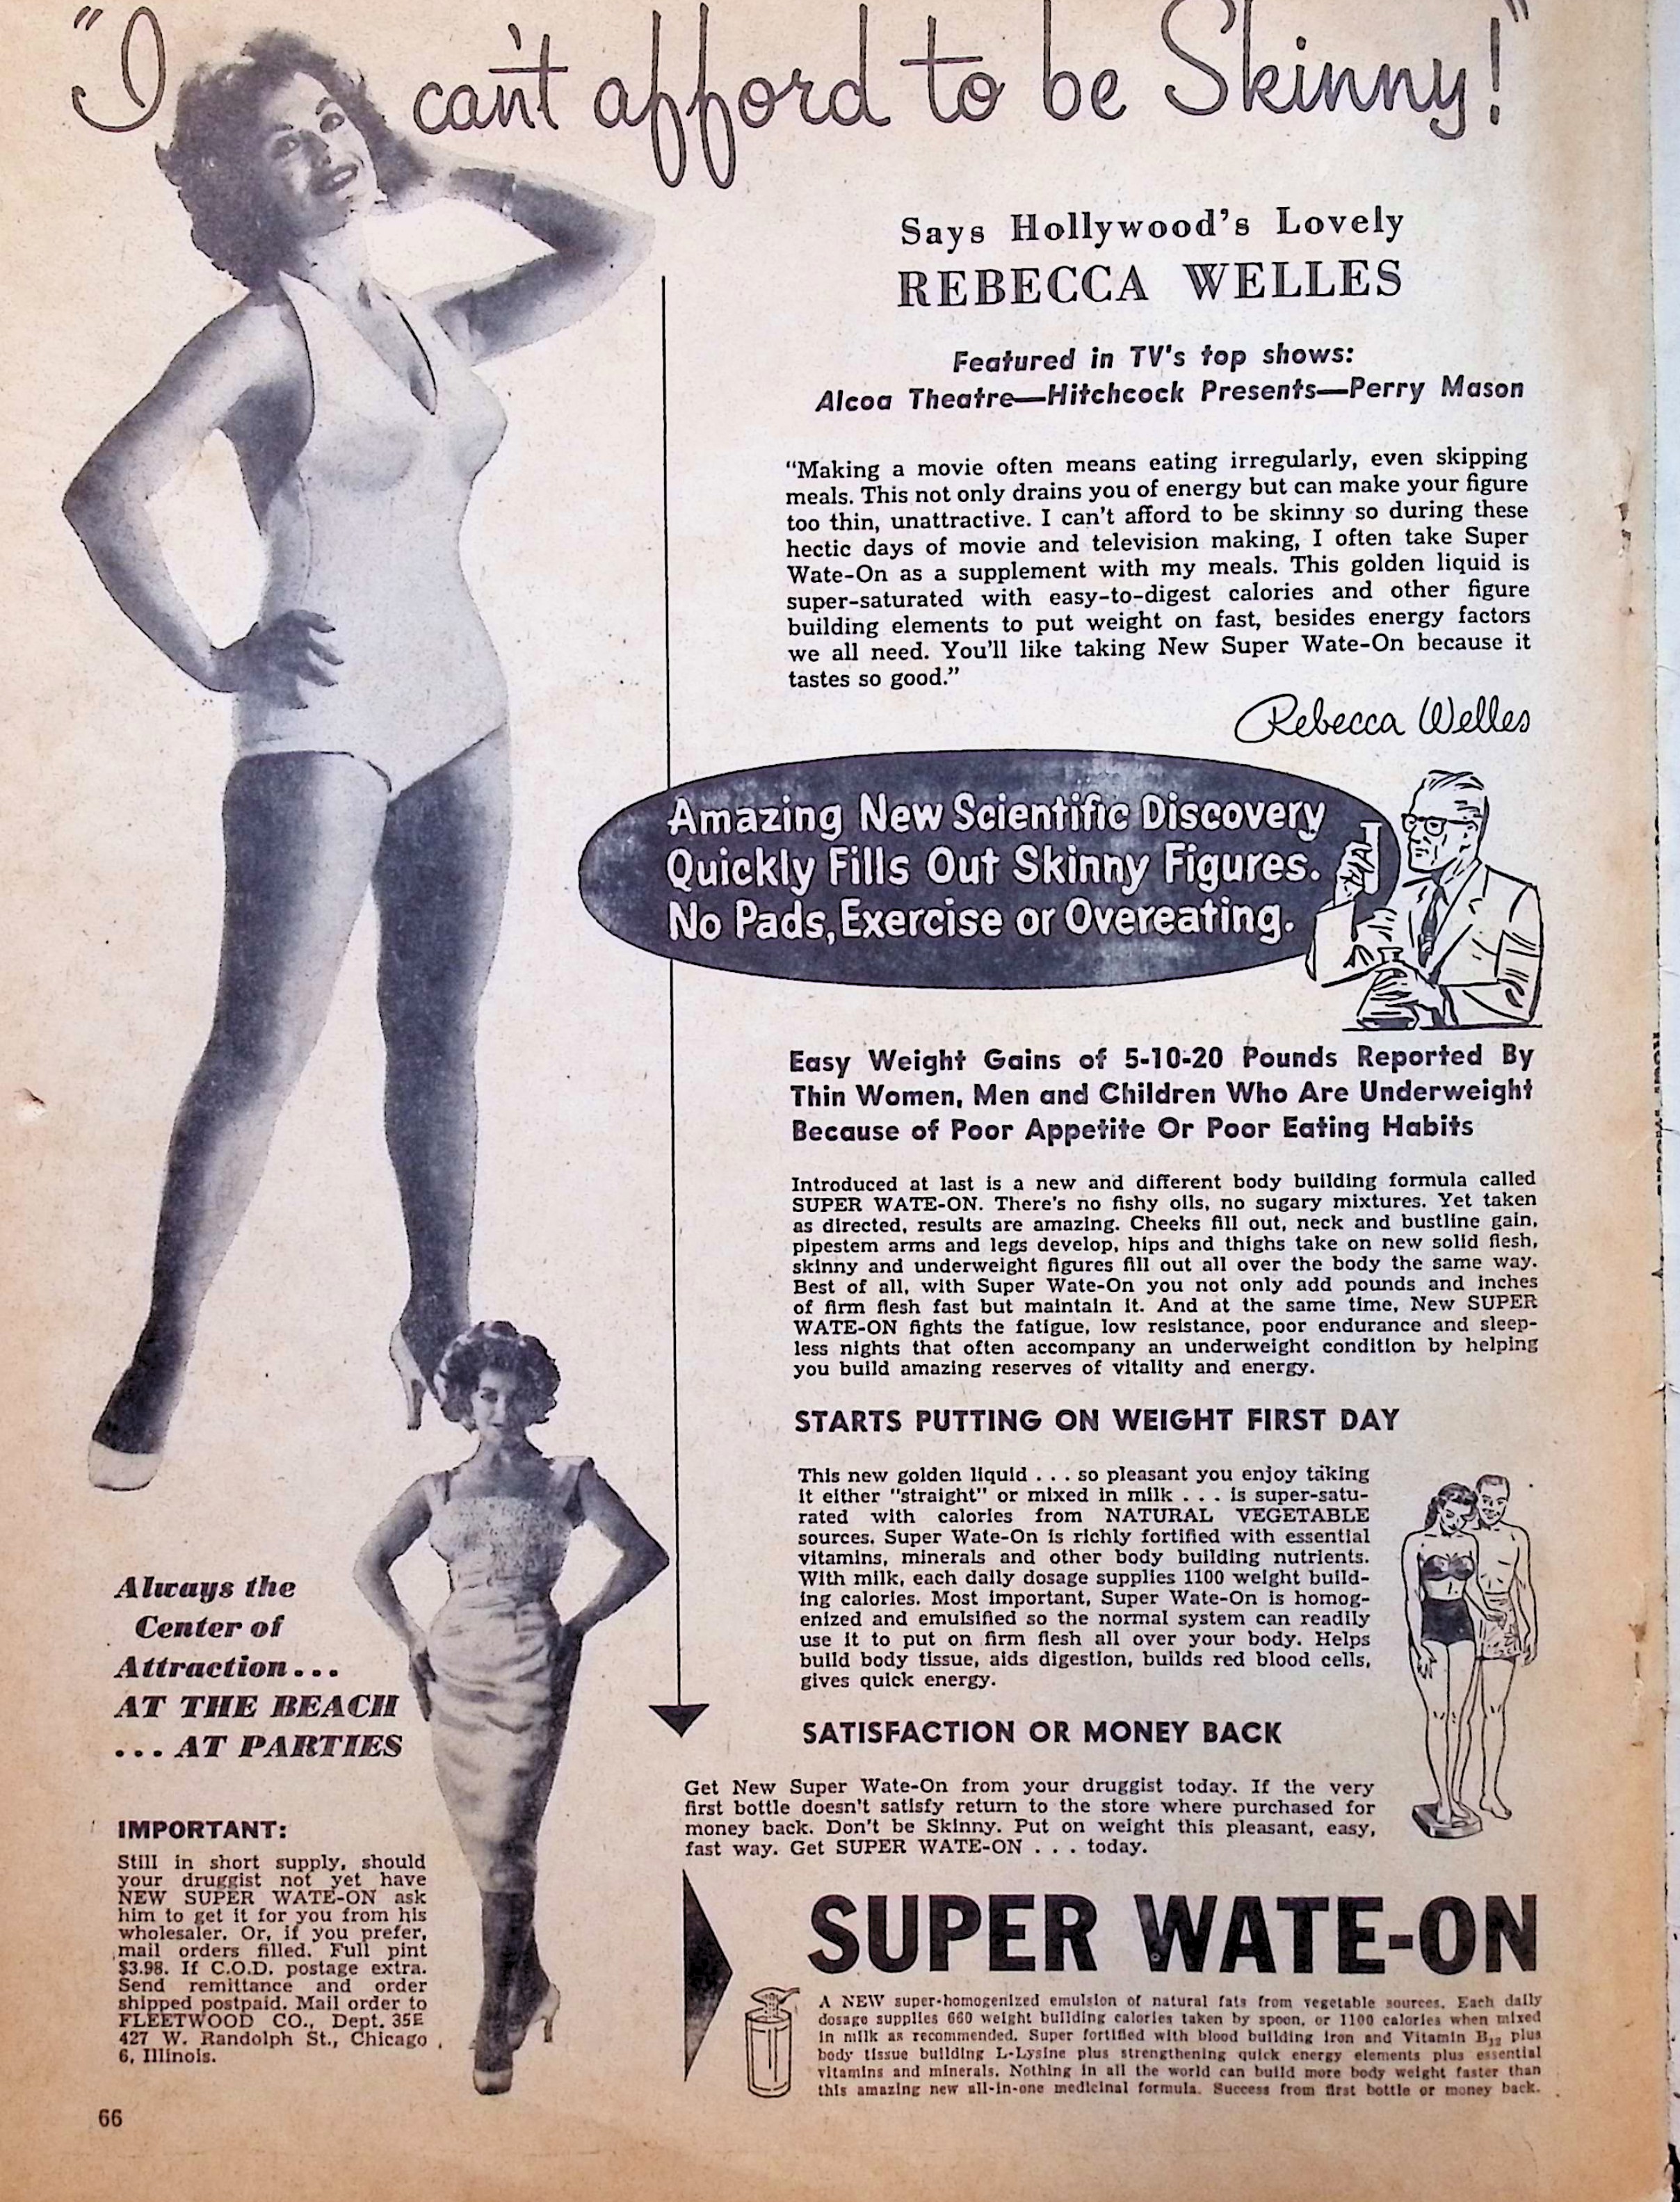 "I can't afford to be Skinny!"
Says Hollywood's Lovely
REBECCA WELLES
Featured in TV's top shows:
Alcoa Theatre—Hitchcock Presents—Perry Mason
"Making a movie often means eating irregularly, even skipping
meals. This not only drains you of energy but can make your figure
too thin, unattractive. I can't afford to be skinny so during these
hectic days of movie and television making, I often take Super
Wate-On as a supplement with my meals. This golden liquid is
super-saturated with easy-to-digest calories and other figure
building elements to put weight on fast, besides energy factors
we all need. You'll like taking New Super Wate-On because it
tastes so good."
Rebecca Welles
Amazing New Scientific Discovery
Quickly Fills Out Skinny Figures.
No Pads, Exercise or Overeating.
Easy Weight Gains of 5-10-20 Pounds Reported By
Thin Women, Men and Children Who Are Underweight
Because of Poor Appetite Or Poor Eating Habits
Introduced at last is a new and different body building formula called
SUPER WATE-ON. There's no fishy oils, no sugary mixtures. Yet taken
as directed, results are amazing. Cheeks fill out, neck and bustline gain,
pipestem arms and legs develop, hips and thighs take on new solid flesh,
skinny and underweight figures fill out all over the body the same way.
Best of all, with Super Wate-On you not only add pounds and inches
of firm flesh fast but maintain it. And at the same time, New SUPER
WATE-ON fights the fatigue, low resistance, poor endurance and sleep-
less nights that often accompany an underweight condition by helping
you build amazing reserves of vitality and energy.
STARTS PUTTING ON WEIGHT FIRST DAY
This new golden liquid . . . so pleasant you enjoy taking
it either "straight" or mixed in milk . . . is super-satu-
rated with calories from NATURAL VEGETABLE
sources. Super Wate-On is richly fortified with essential
vitamins, minerals and other body building nutrients.
With milk, each daily dosage supplies 1100 weight build-
ing calories. Most important, Super Wate-On is homog-
enized and emulsified so the normal system can readily
use it to put on firm flesh all over your body. Helps
build body tissue, aids digestion, builds red blood cells,
gives quick energy.
SATISFACTION OR MONEY BACK
Get New Super Wate-On from your druggist today. If the very
first bottle doesn't satisfy return to the store where purchased for
money back. Don't be Skinny. Put on weight this pleasant, easy,
fast way. Get SUPER WATE-ON . . . today.
Always the
Center of
Attraction . . .
AT THE BEACH
. . . AT PARTIES
IMPORTANT:
Still in short supply, should
your druggist not yet have
NEW SUPER WATE-ON ask
him to get it for you from his
wholesaler. Or, if you prefer,
mail orders filled. Full pint
$3.98. If C.O.D. postage extra.
Send remittance and order
shipped postpaid. Mail order to
FLEETWOOD CO., Dept. 35E
427 W. Randolph St., Chicago
6, Illinois.
SUPER WATE-ON
A NEW super-homogenized emulsion of natural fats from vegetable sources. Each daily
dosage supplies 660 weight building calories taken by spoon, or 1100 calories when mixed
in milk as recommended. Super fortified with blood building iron and Vitamin B12 plus
body tissue building L-Lysine plus strengthening quick energy elements plus essential
vitamins and minerals. Nothing in all the world can build more body weight faster than
this amazing new all-in-one medicinal formula. Success from first bottle or money back.
66